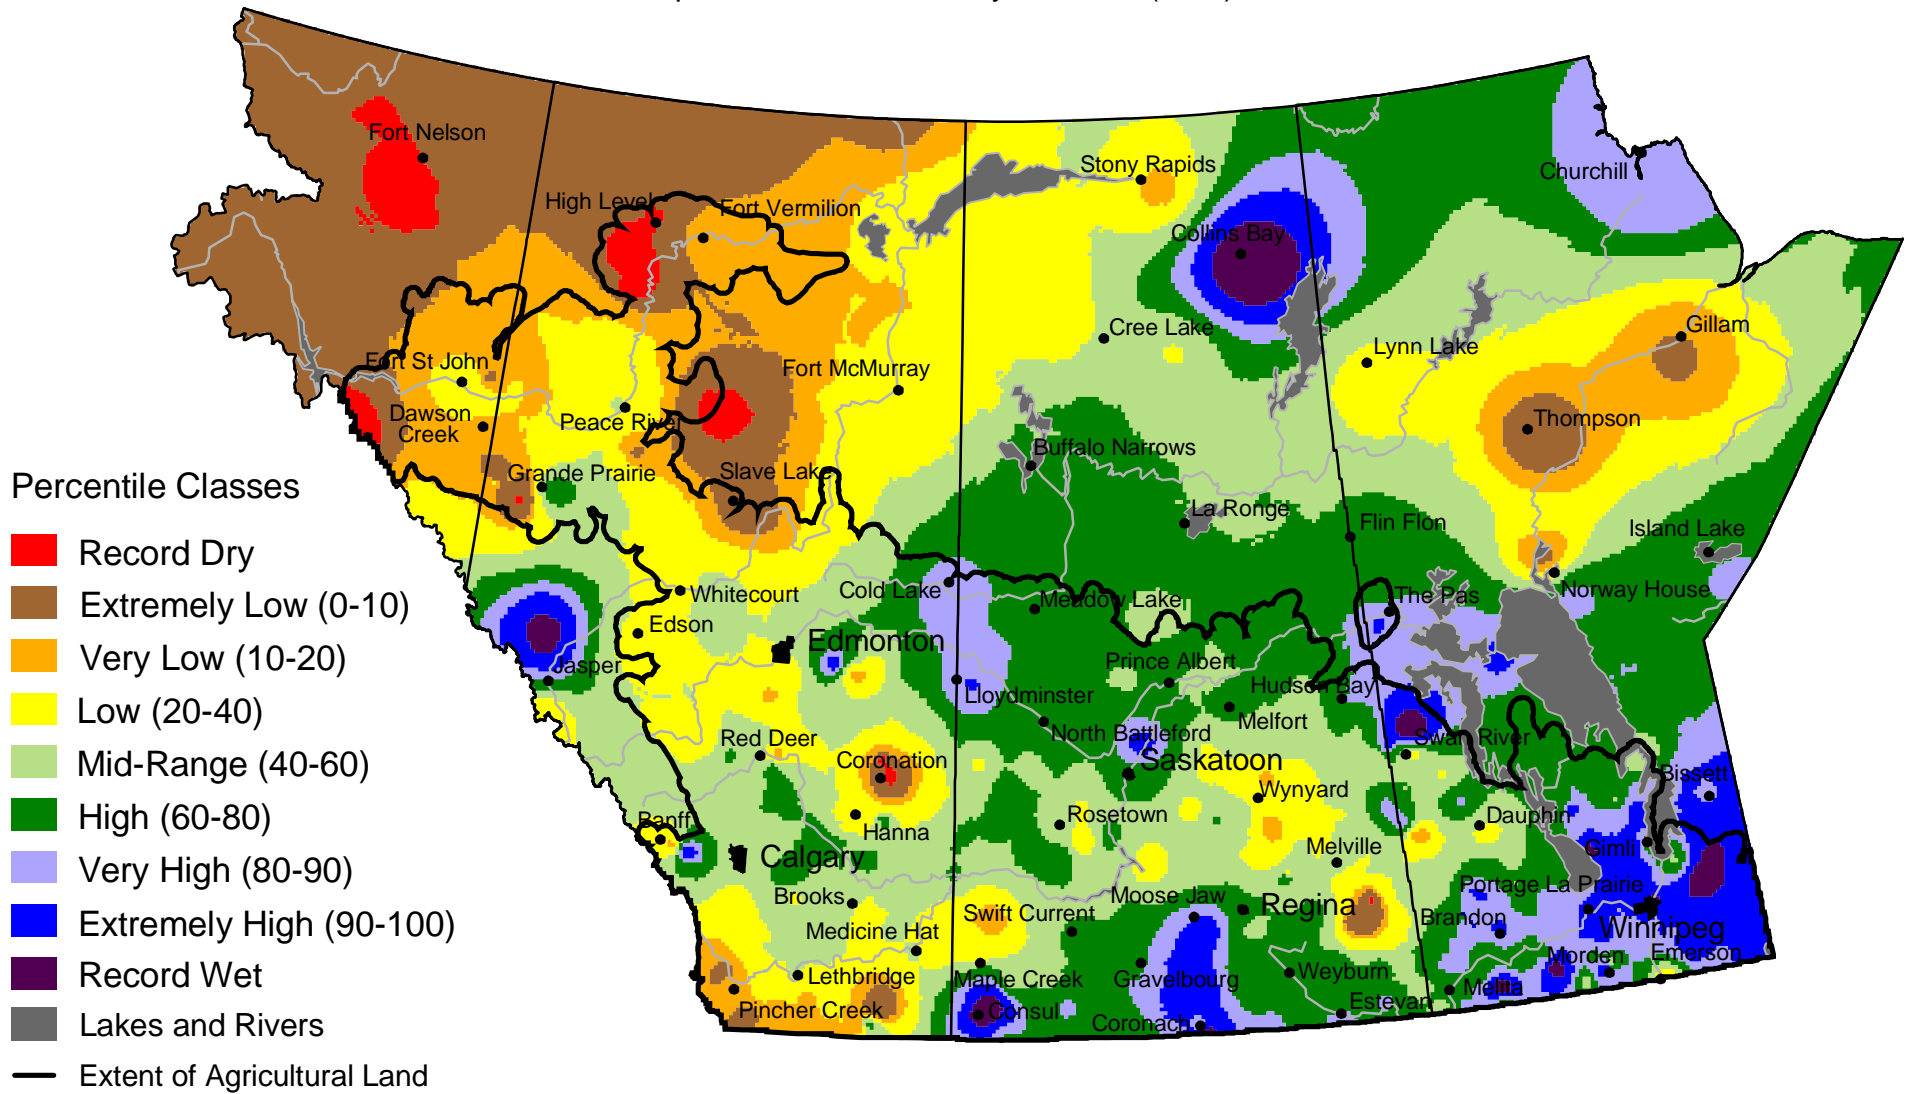 Fort Nelson
High Level
Fort Vermilion
Stony Rapids
Churchill
Collins Bay
Cree Lake
Gillam
Lynn Lake
Fort St John
Fort McMurray
Dawson
Creek
Peace River
Thompson
Buffalo Narrows
Grande Prairie
Slave Lake
La Ronge
Flin Flon
Island Lake
Cold Lake
Whitecourt
Meadow Lake
The Pas
Norway House
Edson
Edmonton
Jasper
Prince Albert
Lloydminster
Hudson Bay
Melfort
North Battleford
Red Deer
Swan River
Coronation
Saskatoon
Bissett
Wynyard
Banff
Hanna
Rosetown
Dauphin
Calgary
Melville
Gimli
Brooks
Moose Jaw
Portage La Prairie
Swift Current
Regina
Brandon
Medicine Hat
Winnipeg
Lethbridge
Maple Creek
Gravelbourg
Weyburn
Morden
Emerson
Pincher Creek
Consul
Coronach
Estevan
Melita
Percentile Classes
Record Dry
Extremely Low (0-10)
Very Low (10-20)
Low (20-40)
Mid-Range (40-60)
High (60-80)
Very High (80-90)
Extremely High (90-100)
Record Wet
Lakes and Rivers
Extent of Agricultural Land